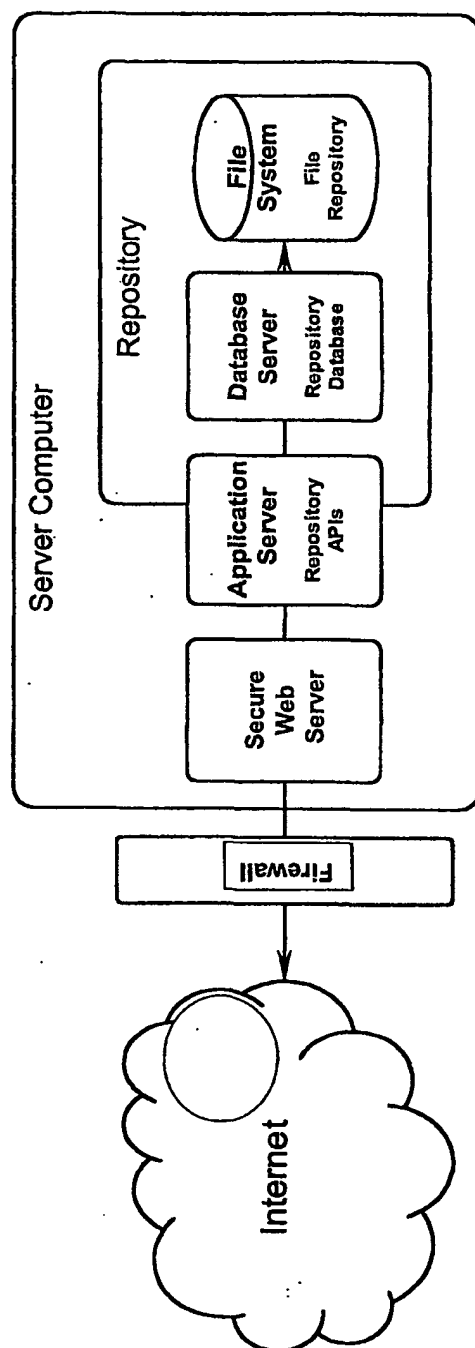 Server Computer
Repository
File
System
File
Repository
Database
Server
Repository
Database
Application
Server
Repository
APIs
Secure
Web
Server
Firewall
Internet